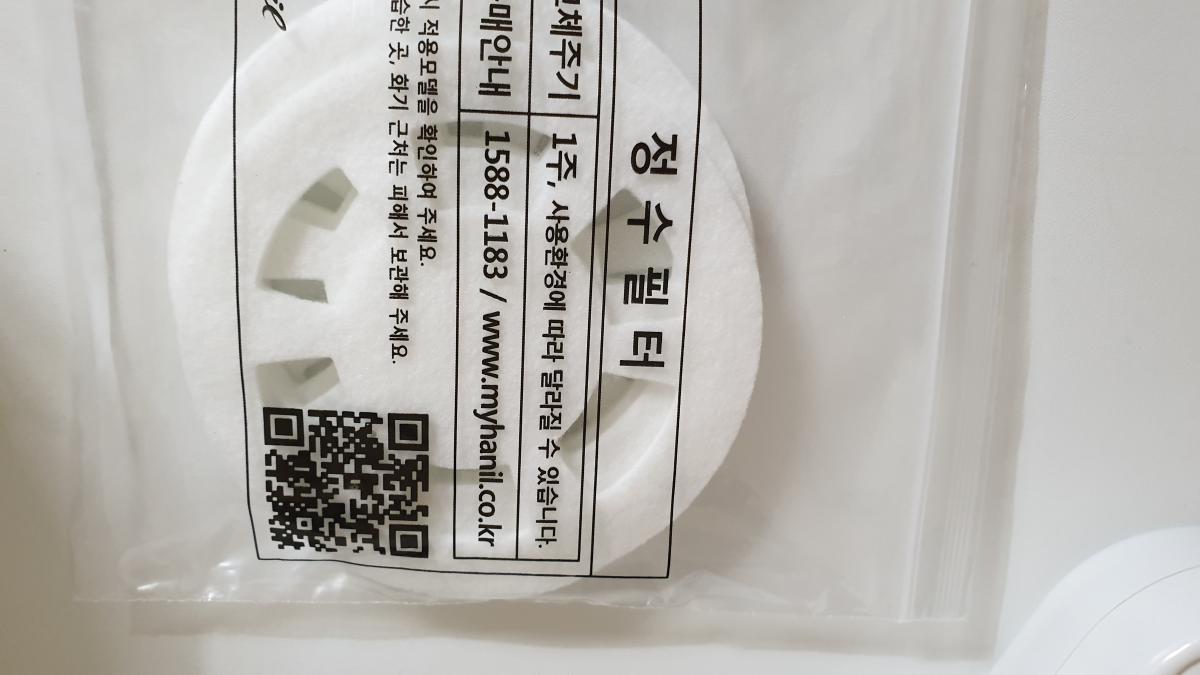 정수필터
교체주기 1주, 사용환경에 따라 달라질 수 있습니다.
구매안내 1588-1183 / www.myhanil.co.kr
시 적용모델을 확인하여 주세요.
습한 곳, 화기 근처는 피해서 보관해 주세요.